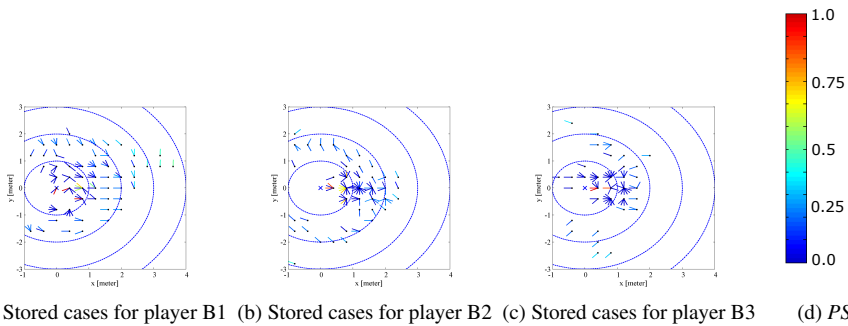 1.0
0.75
0.5
0.25
0.0
3
2
1
0
-1
-2
-3
y [meter]
-1 0 1 2 3 4
x [meter]
3
2
1
0
-1
-2
-3
y [meter]
-1 0 1 2 3 4
x [meter]
3
2
1
0
-1
-2
-3
y [meter]
-1 0 1 2 3 4
x [meter]
Stored cases for player B1 (b) Stored cases for player B2 (c) Stored cases for player B3 (d) PS